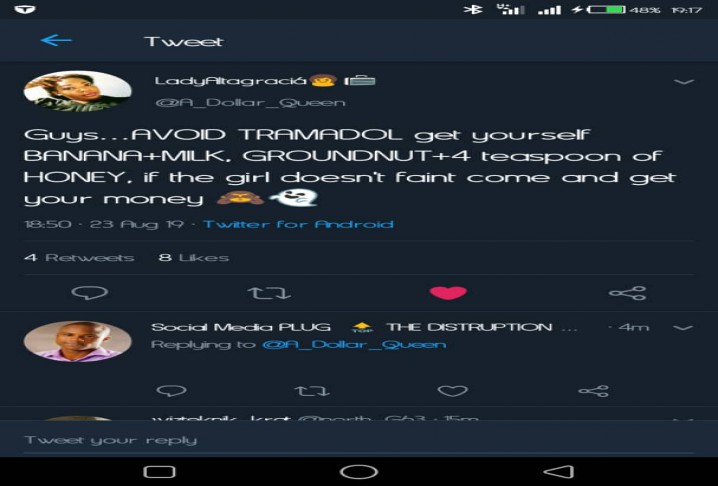 48% 19:17
Tweet
LadyAltagraciá
@A_Dollar_Queen
Guys...AVOID TRAMADOL get yourself
BANANA+MILK, GROUNDNUT+4 teaspoon of
HONEY, if the girl doesn't faint come and get
your money
18:50 · 23 Aug 19 · Twitter for Android
4 Retweets 8 Likes
Social Media PLUG TOP THE DISTRUPTION ... · 4m
Replying to @A_Dollar_Queen
Tweet your reply